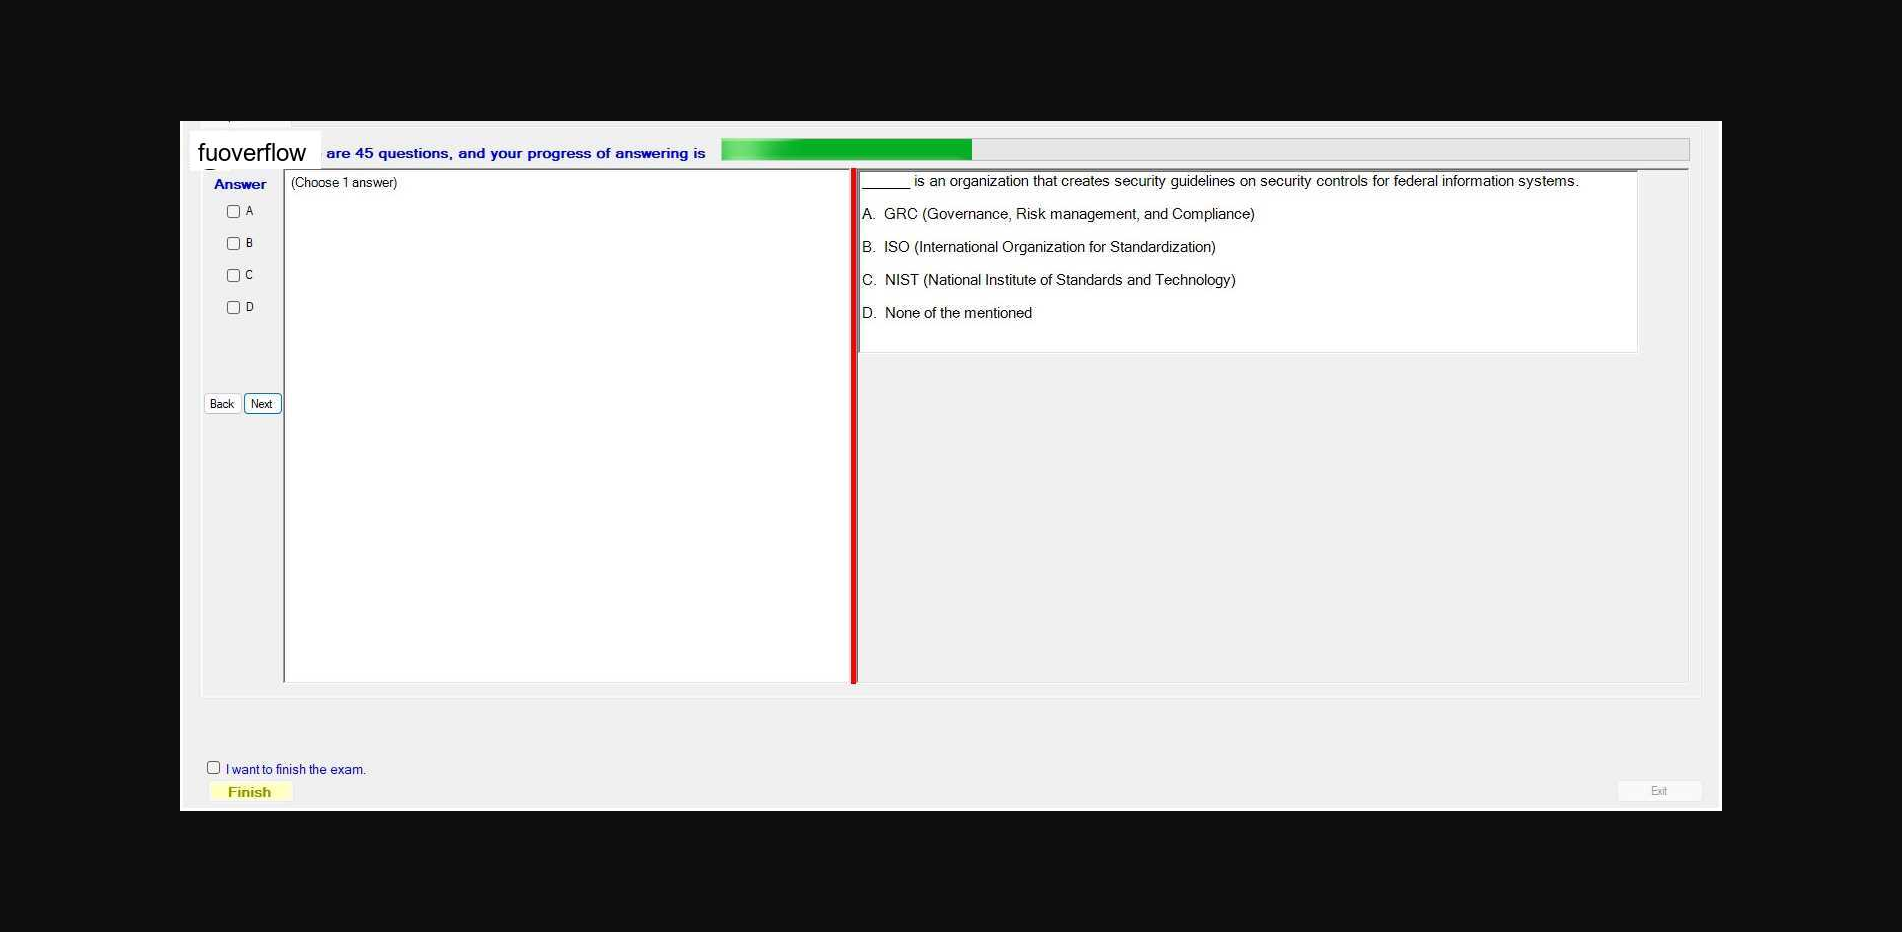 fuoverflow are 45 questions, and your progress of answering is
Answer
(Choose 1 answer)
A
B
C
D
Back Next
______ is an organization that creates security guidelines on security controls for federal information systems.
A. GRC (Governance, Risk management, and Compliance)
B. ISO (International Organization for Standardization)
C. NIST (National Institute of Standards and Technology)
D. None of the mentioned
I want to finish the exam.
Finish
Exit